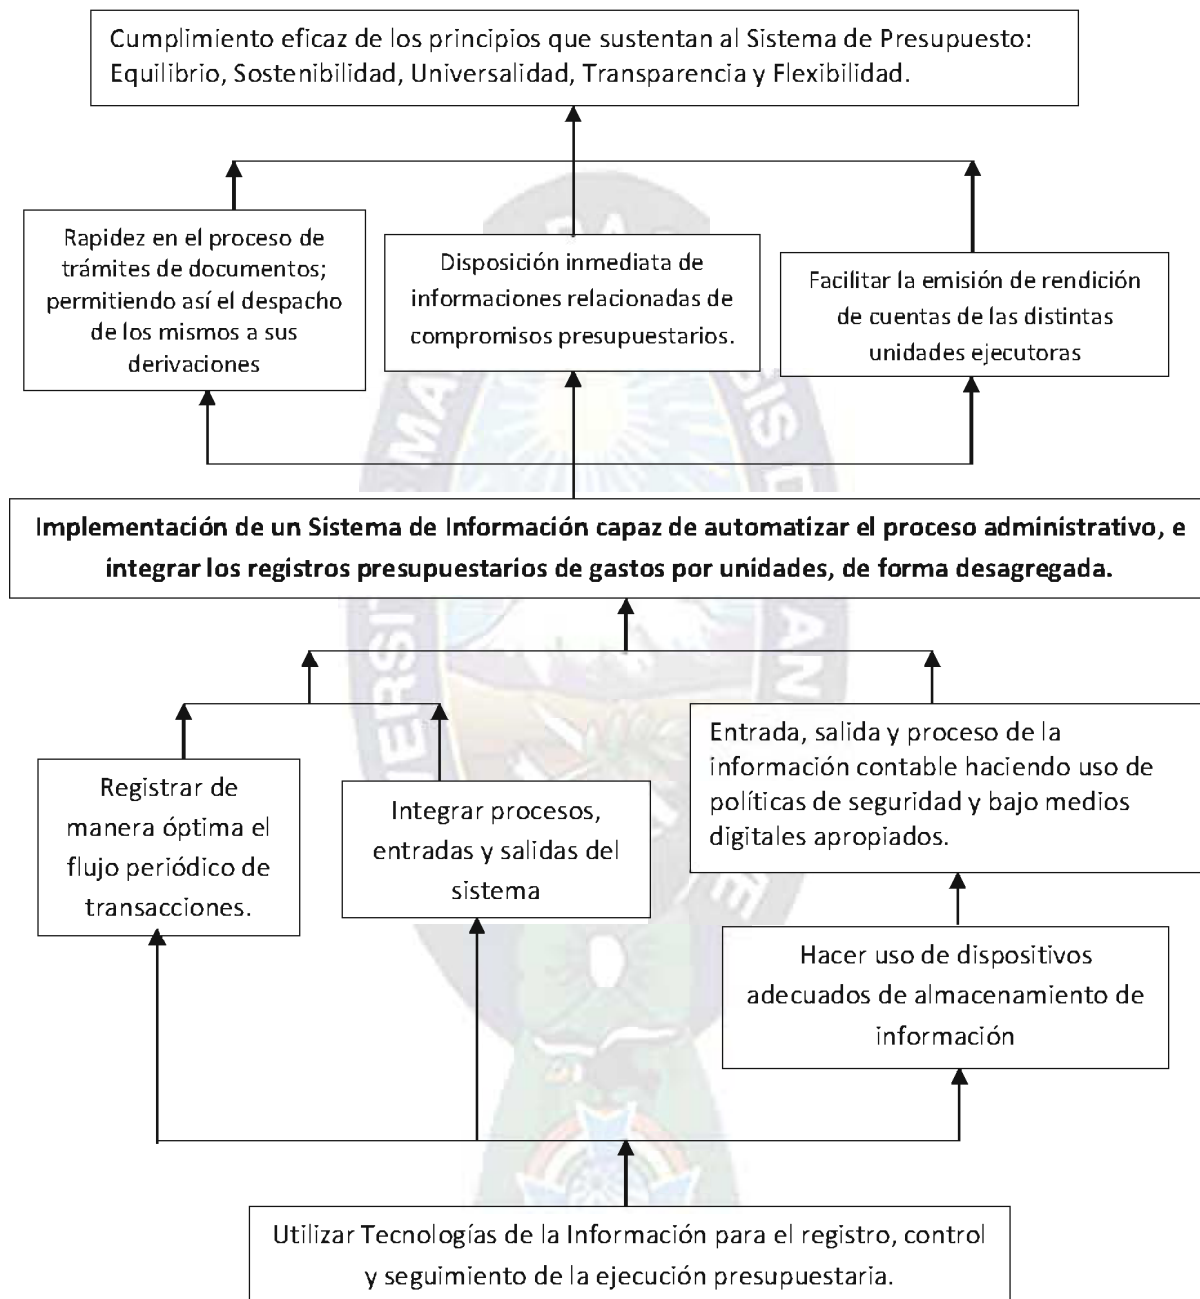 Cumplimiento eficaz de los principios que sustentan al Sistema de Presupuesto:
Equilibrio, Sostenibilidad, Universalidad, Transparencia y Flexibilidad.
Rapidez en el proceso de
trámites de documentos;
permitiendo así el despacho
de los mismos a sus
derivaciones
Disposición inmediata de
informaciones relacionadas de
compromisos presupuestarios.
Facilitar la emisión de rendición
de cuentas de las distintas
unidades ejecutoras
Implementación de un Sistema de Información capaz de automatizar el proceso administrativo, e
integrar los registros presupuestarios de gastos por unidades, de forma desagregada.
Registrar de
manera óptima el
flujo periódico de
transacciones.
Integrar procesos,
entradas y salidas del
sistema
Entrada, salida y proceso de la
información contable haciendo uso de
políticas de seguridad y bajo medios
digitales apropiados.
Hacer uso de dispositivos
adecuados de almacenamiento de
información
Utilizar Tecnologías de la Información para el registro, control
y seguimiento de la ejecución presupuestaria.